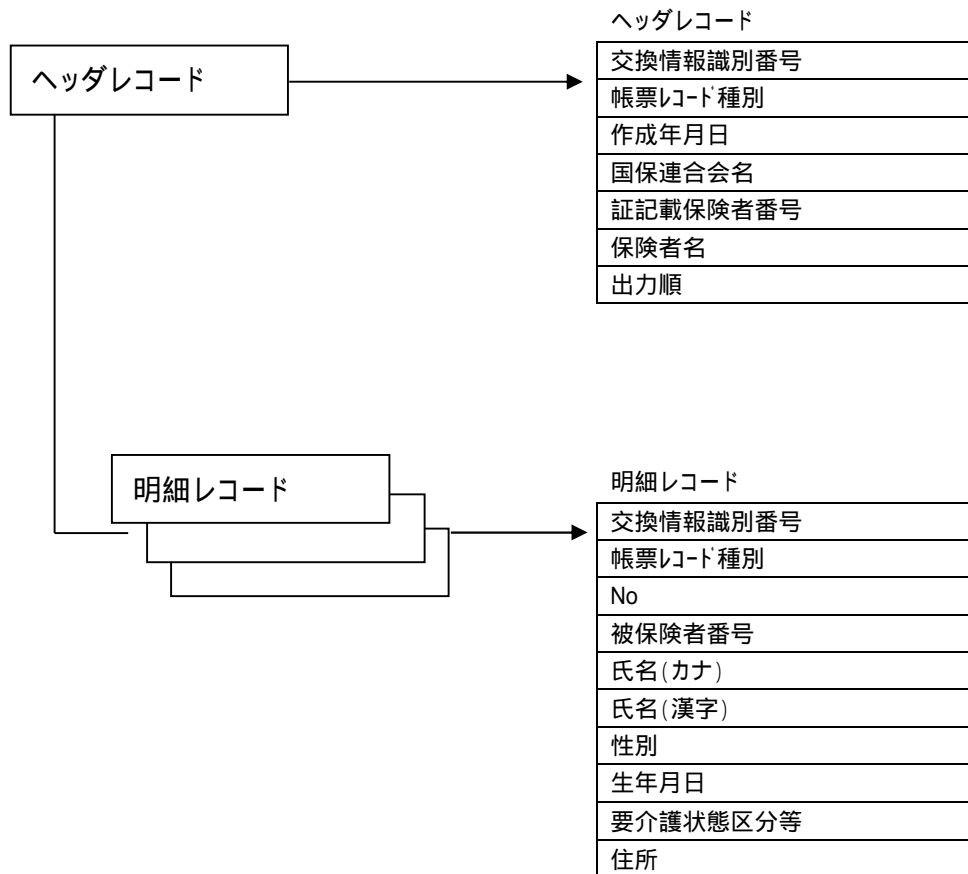 ヘッダレコード
ヘッダレコード
交換情報識別番号
帳票ﾚｺｰﾄﾞ種別
作成年月日
国保連合会名
証記載保険者番号
保険者名
出力順
明細レコード
明細レコード
交換情報識別番号
帳票ﾚｺｰﾄﾞ種別
No
被保険者番号
氏名(カナ)
氏名(漢字)
性別
生年月日
要介護状態区分等
住所